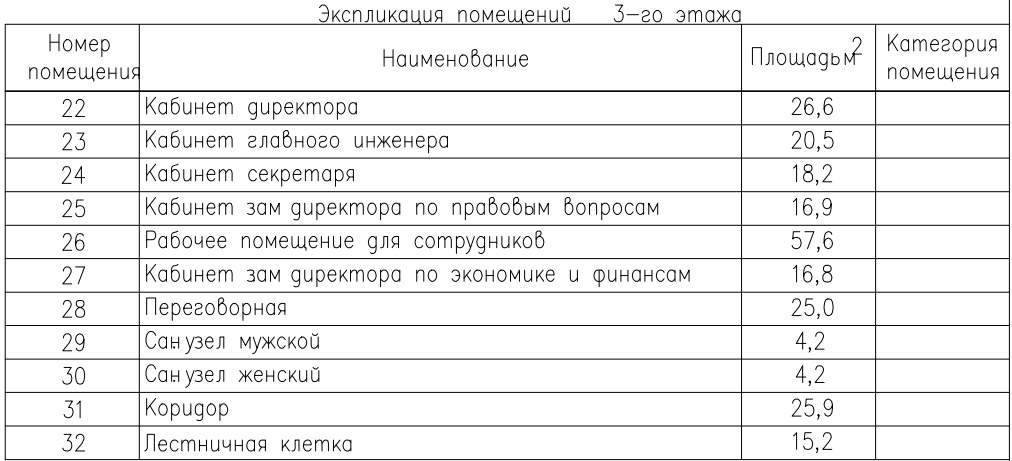 Экспликация помещений 3-го этажа
Номер помещения Наименование Площадь м2 Категория помещения
22 Кабинет директора 26,6
23 Кабинет главного инженера 20,5
24 Кабинет секретаря 18,2
25 Кабинет зам директора по правовым вопросам 16,9
26 Рабочее помещение для сотрудников 57,6
27 Кабинет зам директора по экономике и финансам 16,8
28 Переговорная 25,0
29 Сан узел мужской 4,2
30 Сан узел женский 4,2
31 Коридор 25,9
32 Лестничная клетка 15,2